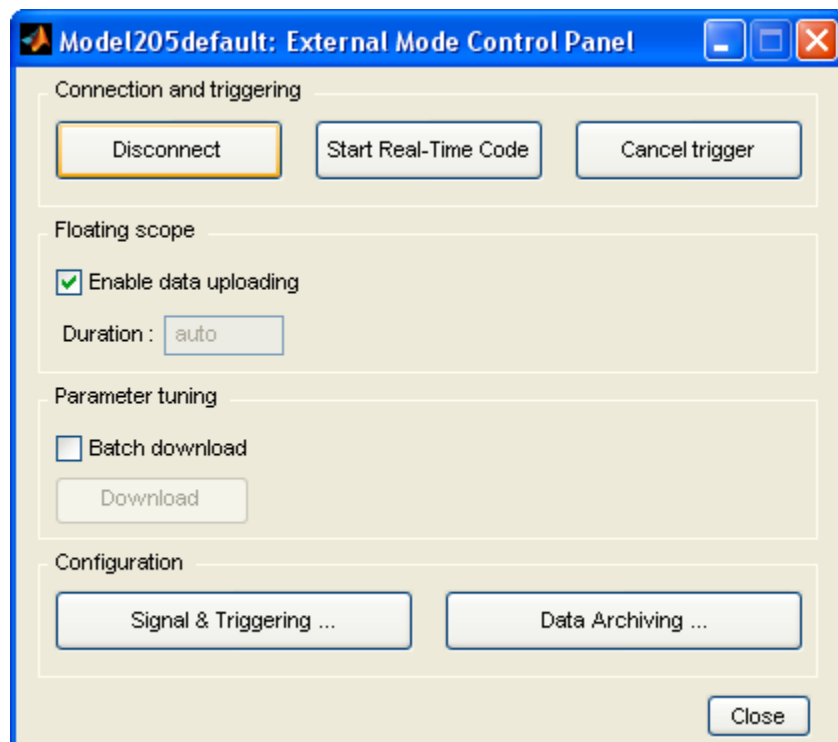 Model205default: External Mode Control Panel
Connection and triggering
Disconnect Start Real-Time Code Cancel trigger
Floating scope
Enable data uploading
Duration : auto
Parameter tuning
Batch download
Download
Configuration
Signal & Triggering ... Data Archiving ...
Close